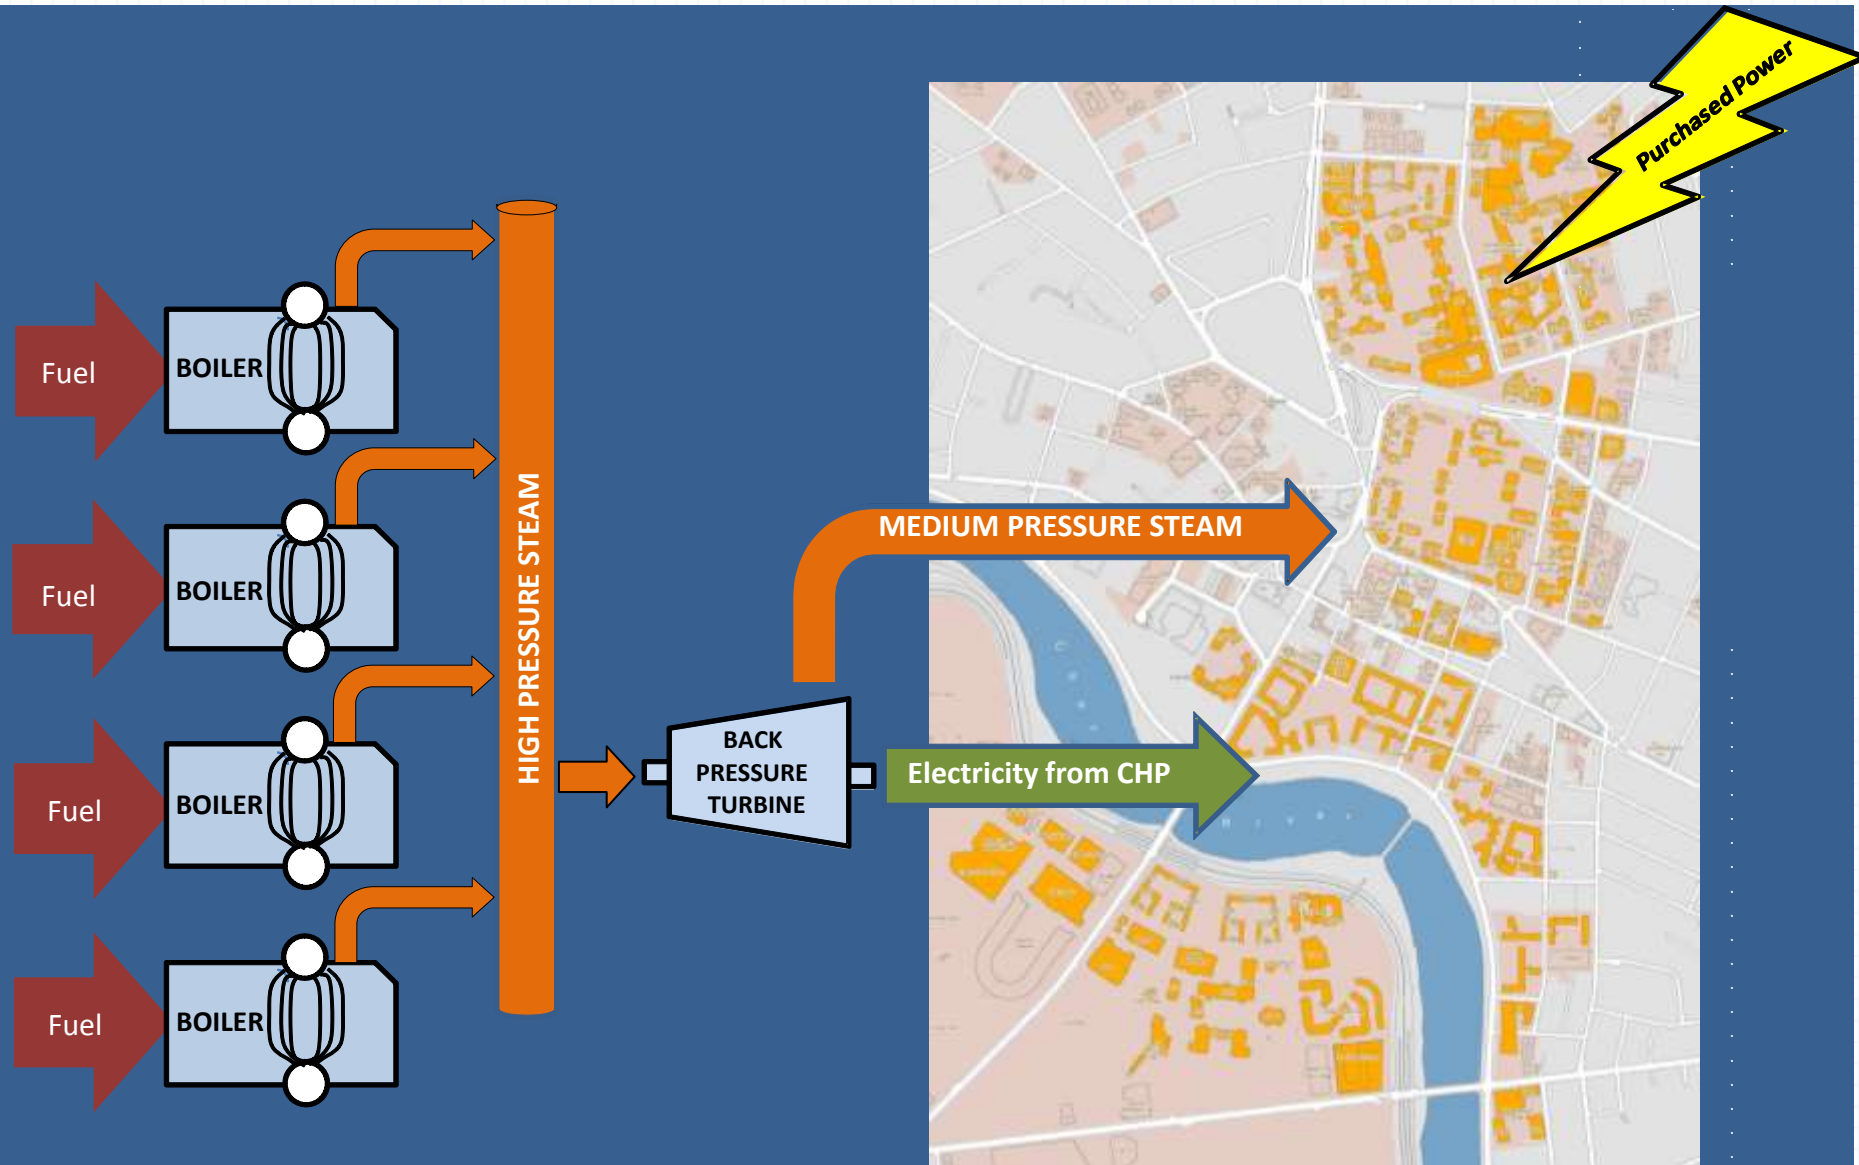 Purchased Power
Fuel
BOILER
Fuel
BOILER
Fuel
BOILER
Fuel
BOILER
HIGH PRESSURE STEAM
BACK
PRESSURE
TURBINE
MEDIUM PRESSURE STEAM
Electricity from CHP